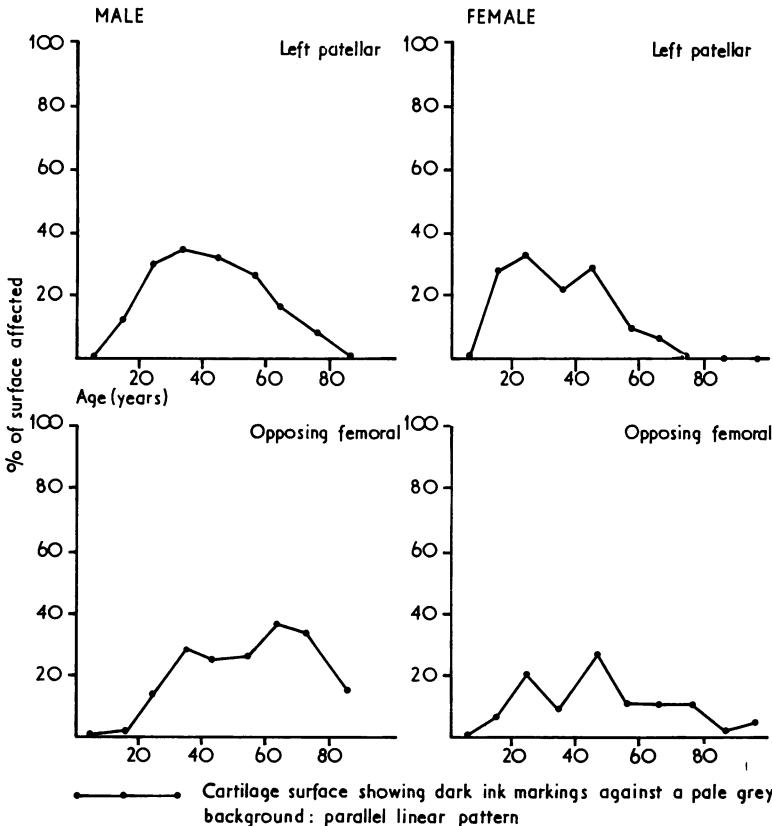 MALE
FEMALE
Left patellar
100
80
60
40
20
20 40 60 80
Left patellar
100
80
60
40
20
20 40 60 80
% of surface affected
Age (years)
Opposing femoral
100
80
60
40
20
20 40 60 80
Opposing femoral
100
80
60
40
20
20 40 60 80
Cartilage surface showing dark ink markings against a pale grey
background: parallel linear pattern